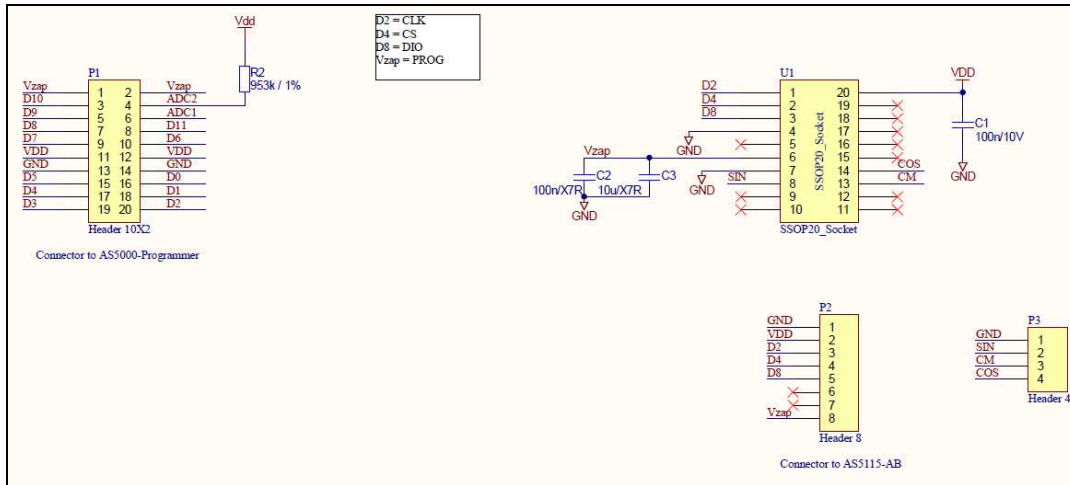 Vdd
R2
953k / 1%
D2 = CLK
D4 = CS
D8 = DIO
Vzap = PROG
P1
Vzap 1 2 Vzap
D10 3 4 ADC2
D9 5 6 ADC1
D8 7 8 D11
D7 9 10 D6
VDD 11 12 VDD
GND 13 14 GND
D5 15 16 D0
D4 17 18 D1
D3 19 20 D2
Header 10X2
Connector to AS5000-Programmer
U1
VDD
D2 1 20
D4 2 19
D8 3 18
4 17
GND
5 16
Vzap 6 15
7 14 COS
GND
SIN 8 13 CM
9 12
10 11
SSOP20_Socket
SSOP20_Socket
C1
100n/10V
GND
C2
100n/X7R
C3
10u/X7R
GND
P2
GND 1
VDD 2
D2 3
D4 4
D8 5
6
7
Vzap 8
Header 8
Connector to AS5115-AB
P3
GND 1
SIN 2
CM 3
COS 4
Header 4